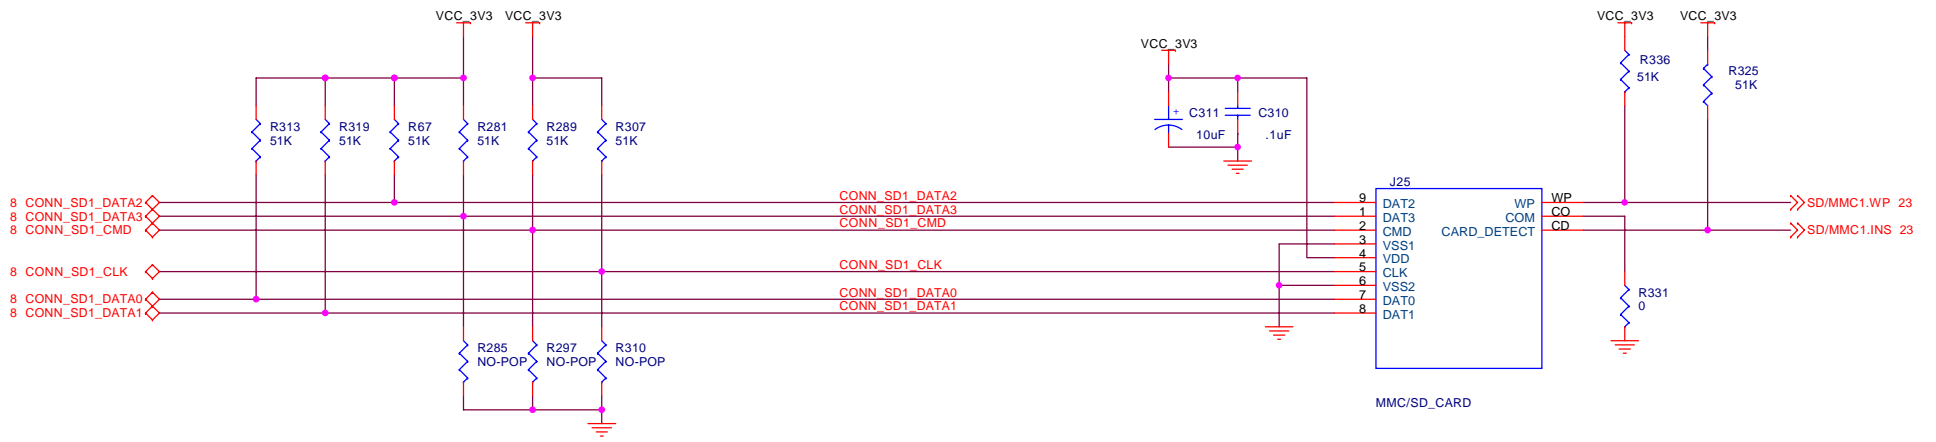 VCC_3V3 VCC_3V3
VCC_3V3
VCC_3V3 VCC_3V3
R336
51K
R325
51K
R313
51K
R319
51K
R67
51K
R281
51K
R289
51K
R307
51K
+
C311
10uF
C310
.1uF
J25
8 CONN_SD1_DATA2
8 CONN_SD1_DATA3
8 CONN_SD1_CMD
8 CONN_SD1_CLK
8 CONN_SD1_DATA0
8 CONN_SD1_DATA1
CONN_SD1_DATA2
CONN_SD1_DATA3
CONN_SD1_CMD
CONN_SD1_CLK
CONN_SD1_DATA0
CONN_SD1_DATA1
9 DAT2
1 DAT3
2 CMD
3 VSS1
4 VDD
5 CLK
6 VSS2
7 DAT0
8 DAT1
WP WP
COM CO
CARD_DETECT CD
SD/MMC1.WP 23
SD/MMC1.INS 23
R331
0
R285
NO-POP
R297
NO-POP
R310
NO-POP
MMC/SD_CARD